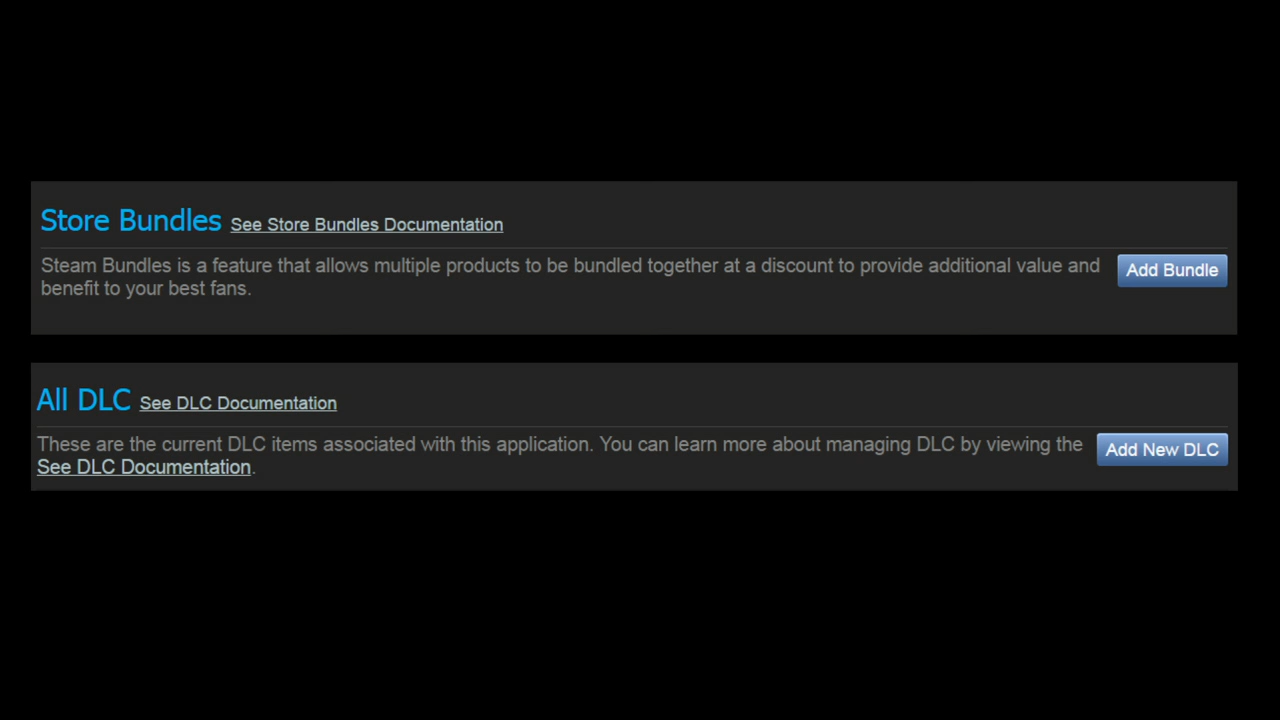 Store Bundles See Store Bundles Documentation
Steam Bundles is a feature that allows multiple products to be bundled together at a discount to provide additional value and
benefit to your best fans.
Add Bundle
All DLC See DLC Documentation
These are the current DLC items associated with this application. You can learn more about managing DLC by viewing the
See DLC Documentation.
Add New DLC